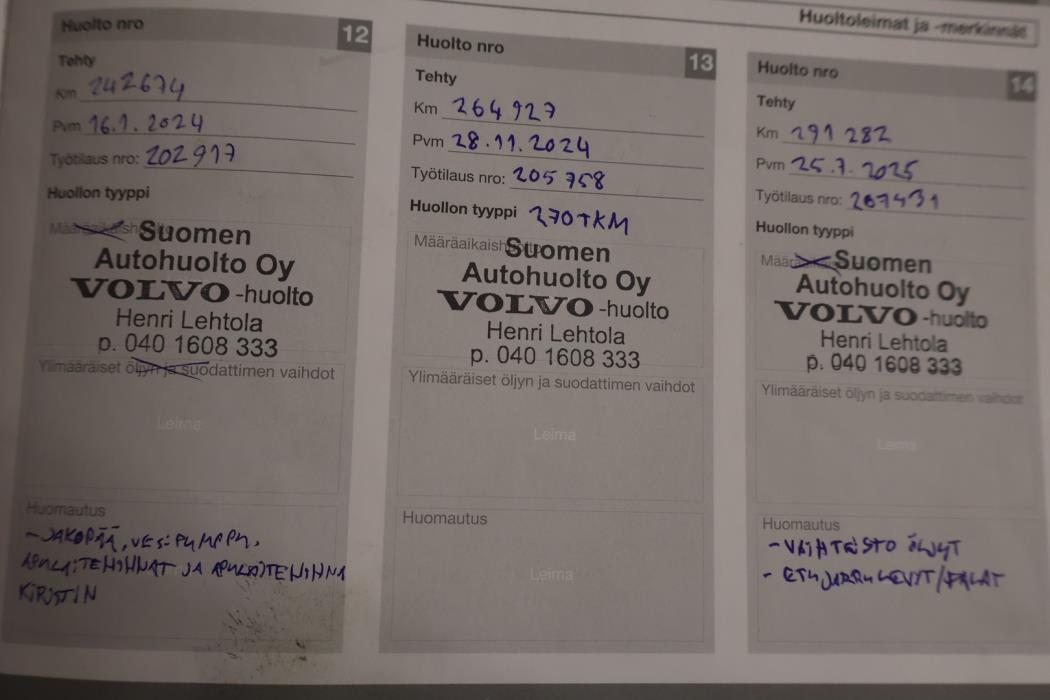 Huoltoleimat ja -merkinnät
Huolto nro 12
Tehty
Km 242674
Pvm 16.1.2024
Työtilaus nro: 202917
Huollon tyyppi
Määräaikaishuolto
Suomen
Autohuolto Oy
VOLVO -huolto
Henri Lehtola
p. 040 1608 333
Ylimääräiset öljyn ja suodattimen vaihdot
Leima
Huomautus
-JAKOPÄÄ, VESIPUMPPU,
APULAITEHIHNAT JA APULAITEHIHNA
KIRISTIN
Huolto nro 13
Tehty
Km 264927
Pvm 28.11.2024
Työtilaus nro: 205758
Huollon tyyppi 270TKM
Määräaikaishuolto
Suomen
Autohuolto Oy
VOLVO -huolto
Henri Lehtola
p. 040 1608 333
Ylimääräiset öljyn ja suodattimen vaihdot
Leima
Huomautus
Leima
Huolto nro 14
Tehty
Km 291 282
Pvm 25.7.2025
Työtilaus nro: 207431
Huollon tyyppi
Suomen
Autohuolto Oy
VOLVO -huolto
Henri Lehtola
p. 040 1608 333
Ylimääräiset öljyn ja suodattimen vaihdot
Leima
Huomautus
- VAIHTEISTO ÖLJYT
- ETUJARRULEVYT/PALAT